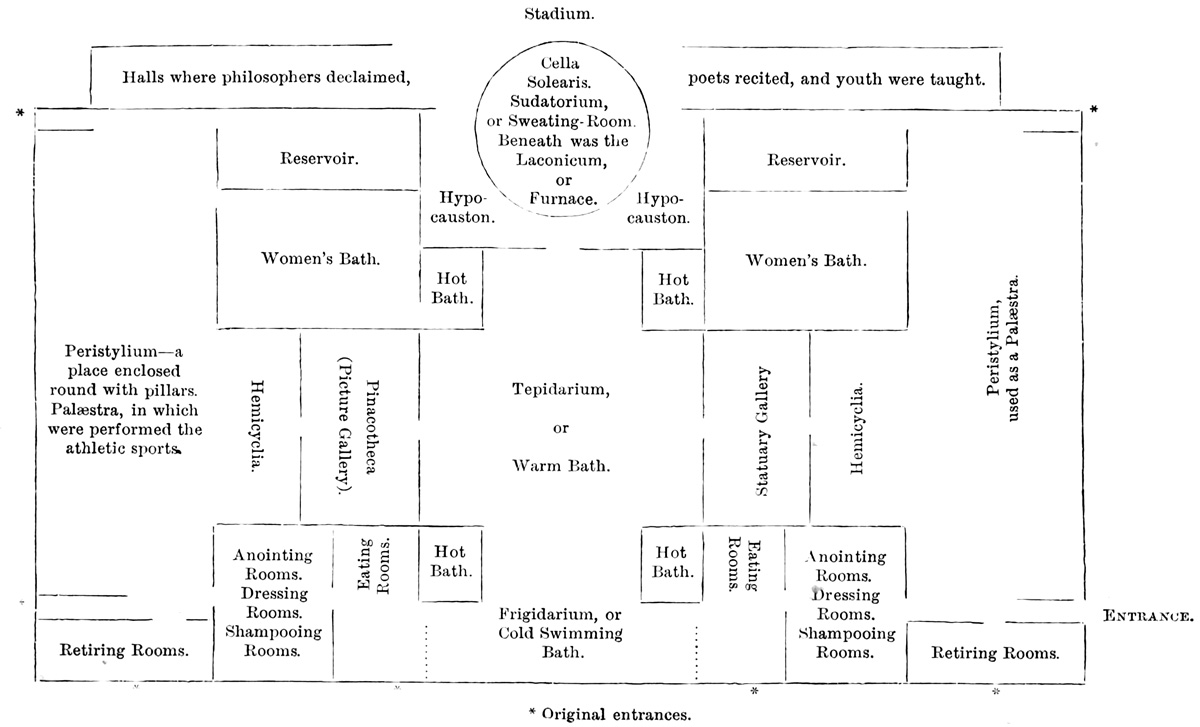 Stadium.
Halls where philosophers declaimed,
poets recited, and youth were taught.
Cella
Solearis.
Sudatorium,
or Sweating-Room.
Beneath was the
Laconicum,
or
Furnace.
*
*
Reservoir.
Reservoir.
Hypo-
causton.
Hypo-
causton.
Women's Bath.
Women's Bath.
Hot
Bath.
Hot
Bath.
Peristylium—a
place enclosed
round with pillars.
Palæstra, in which
were performed the
athletic sports.
Hemicyclia.
Pinacotheca
(Picture Gallery).
Tepidarium,
or
Warm Bath.
Statuary Gallery
Hemicyclia.
Peristylium,
used as a Palæstra.
Anointing
Rooms.
Dressing
Rooms.
Shampooing
Rooms.
Eating
Rooms.
Hot
Bath.
Hot
Bath.
Eating
Rooms.
Anointing
Rooms.
Dressing
Rooms.
Shampooing
Rooms.
Frigidarium, or
Cold Swimming
Bath.
Entrance.
Retiring Rooms.
Retiring Rooms.
*
*
*
*
* Original entrances.